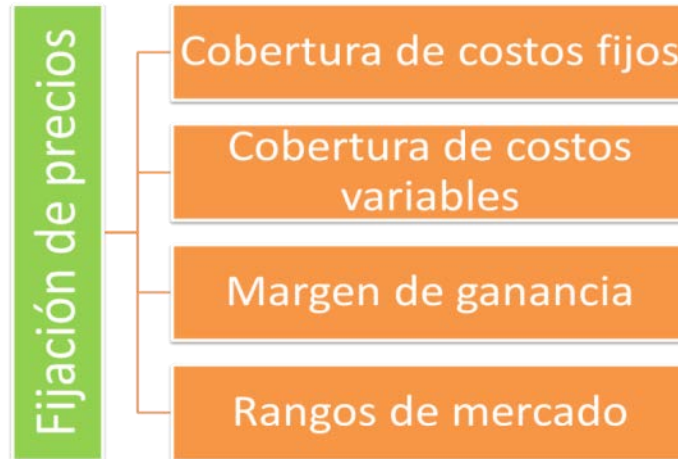 Fijación de precios
Cobertura de costos fijos
Cobertura de costos
variables
Margen de ganancia
Rangos de mercado